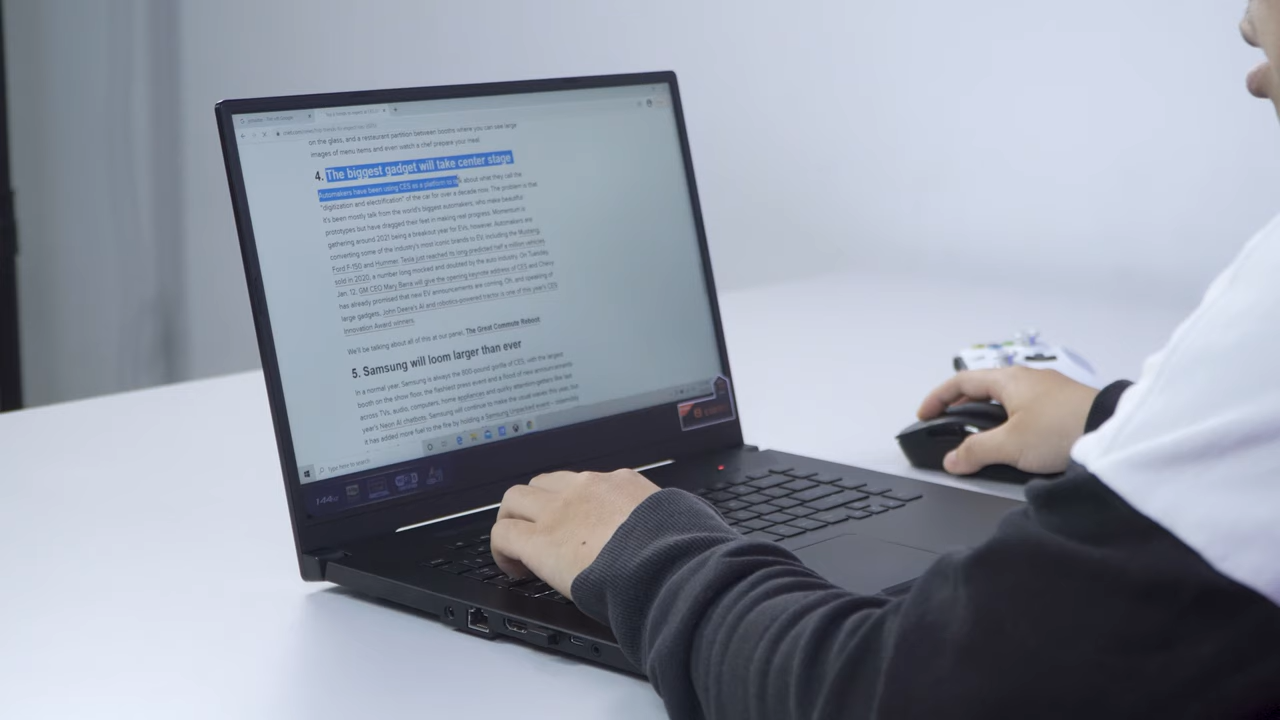 on the glass, and a restaurant partition between booths where you can see large
images of menu items and even watch a chef prepare your meal.
4. The biggest gadget will take center stage
Automakers have been using CES as a platform to talk about what they call the
"digitization and electrification" of the car for over a decade now. The problem is that
it's been mostly talk from the world's biggest automakers, who make beautiful
prototypes but have dragged their feet in making real progress. Momentum is
gathering around 2021 being a breakout year for EVs, however. Automakers are
converting some of the industry's most iconic brands to EV, including the Mustang,
Ford F-150 and Hummer. Tesla just reached its long predicted half a million vehicles
sold in 2020, a number long mocked and doubted by the auto industry. On Tuesday,
Jan. 12, GM CEO Mary Barra will give the opening keynote address of CES and Chevy
has already promised that new EV announcements are coming. Oh, and speaking of
large gadgets, John Deere's AI and robotics-powered tractor is one of this year's CES
Innovation Award winners.
We'll be talking about all of this at our panel, The Great Commute Reboot.
5. Samsung will loom larger than ever
In a normal year, Samsung is always the 800-pound gorilla of CES, with the largest
booth on the show floor, the flashiest press event and a flood of new announcements
across TVs, audio, computers, home appliances and quirky attention-getters like last
year's Neon AI chatbots. Samsung will continue to make the usual waves this year, but
it has added more fuel to the fire by holding a Samsung Unpacked event
Type here to search
144Hz